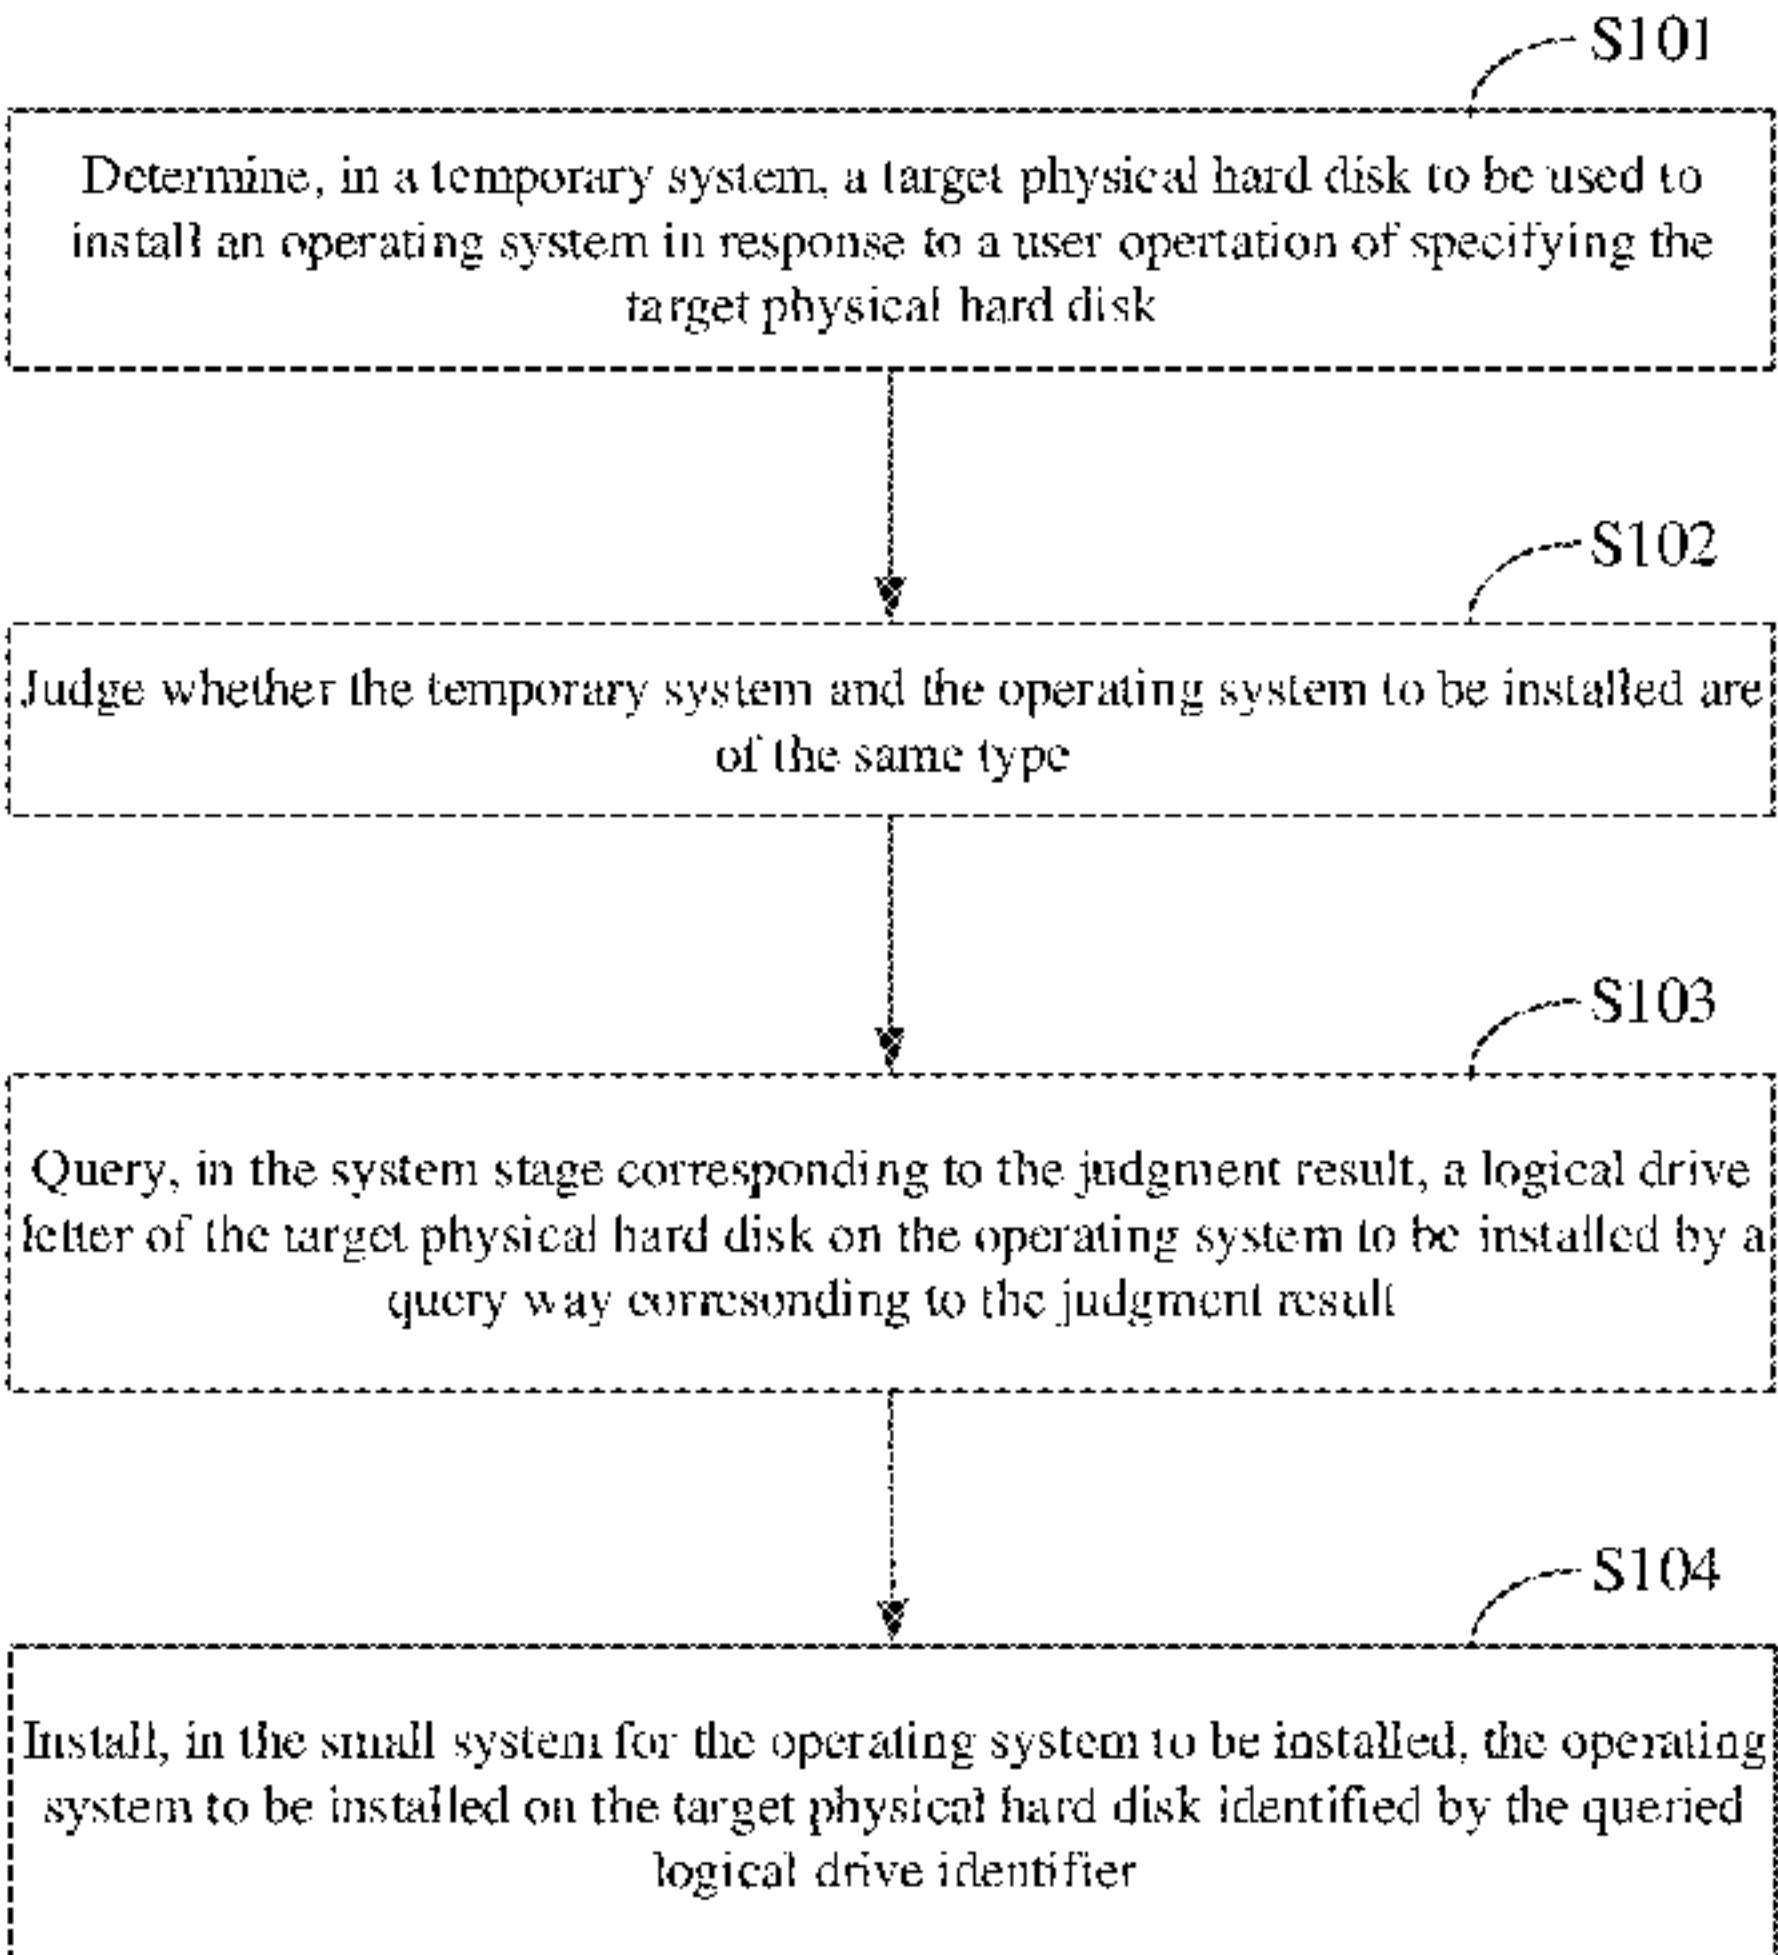 S101
Determine, in a temporary system, a target physical hard disk to be used to
install an operating system in response to a user opertation of specifying the
target physical hard disk
S102
Judge whether the temporary system and the operating system to be installed are
of the same type
S103
Query, in the system stage corresponding to the judgment result, a logical drive
letter of the target physical hard disk on the operating system to be installed by a
query way corresonding to the judgment result
S104
Install, in the small system for the operating system to be installed, the operating
system to be installed on the target physical hard disk identified by the queried
logical drive identifier